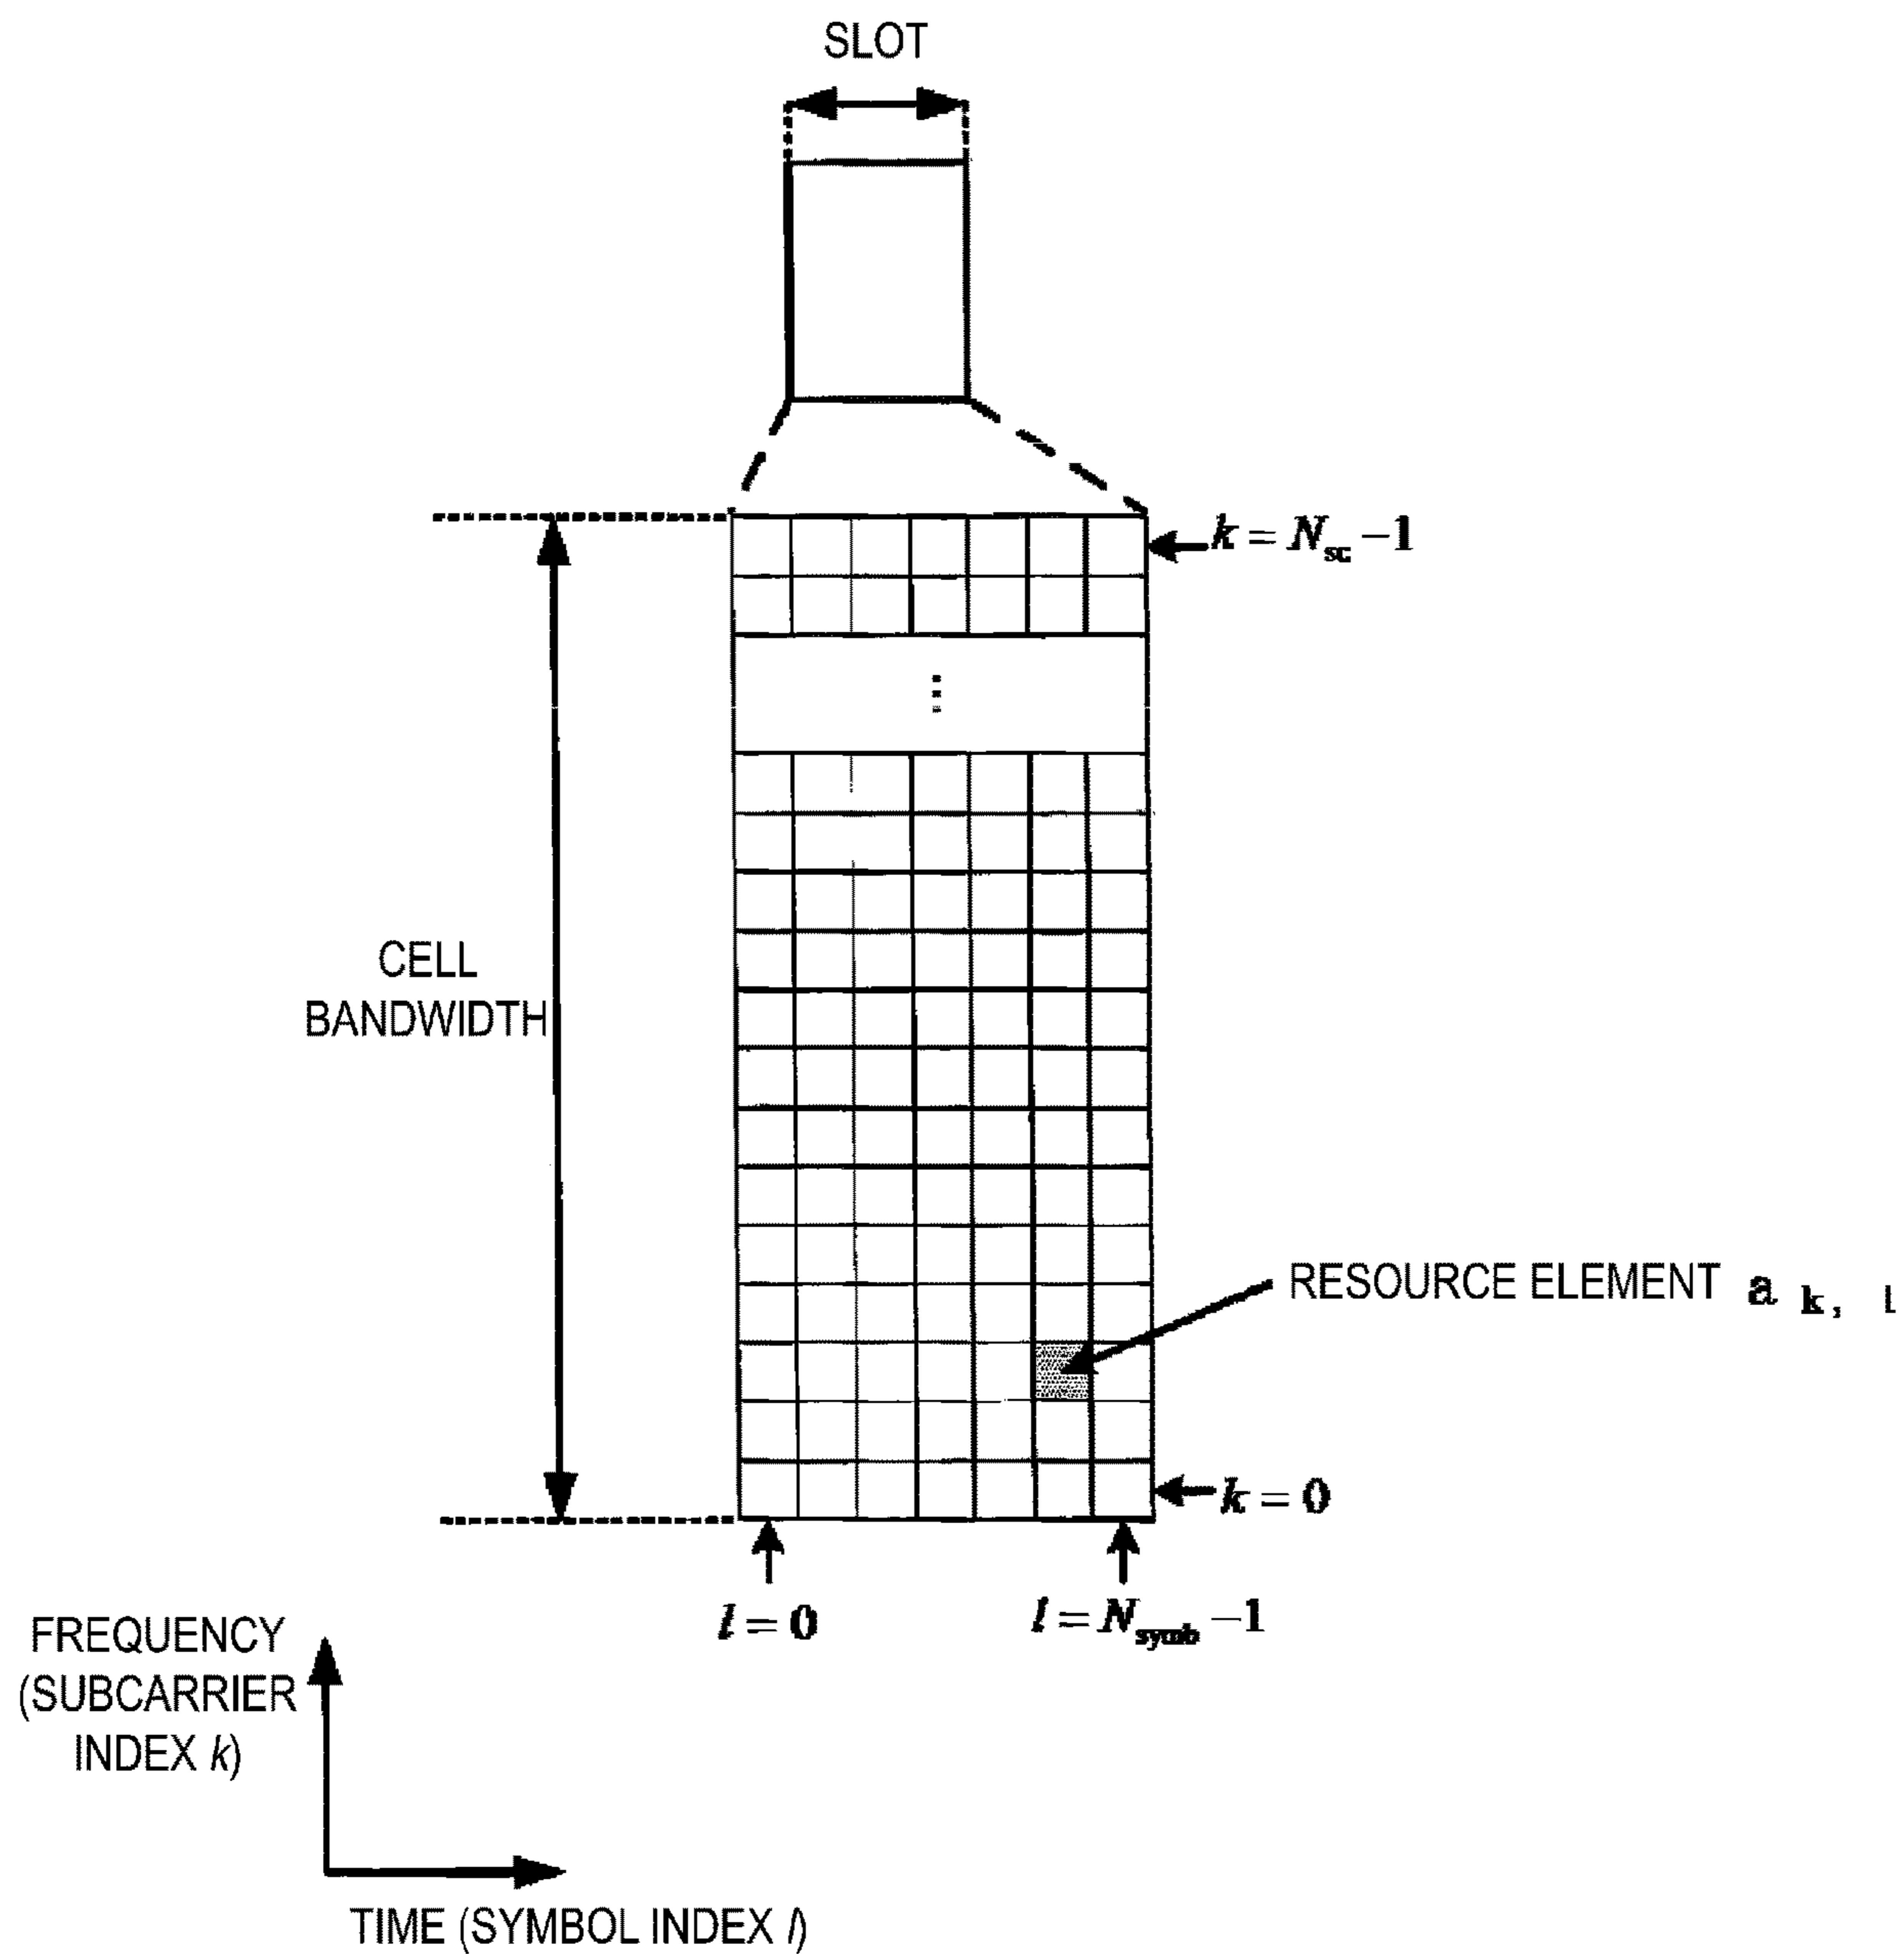 SLOT
k = N_sc −1
⋮
CELL
BANDWIDTH
RESOURCE ELEMENT a k, l
k = 0
l = 0
l = N_symb −1
FREQUENCY
(SUBCARRIER
INDEX k)
TIME (SYMBOL INDEX l)